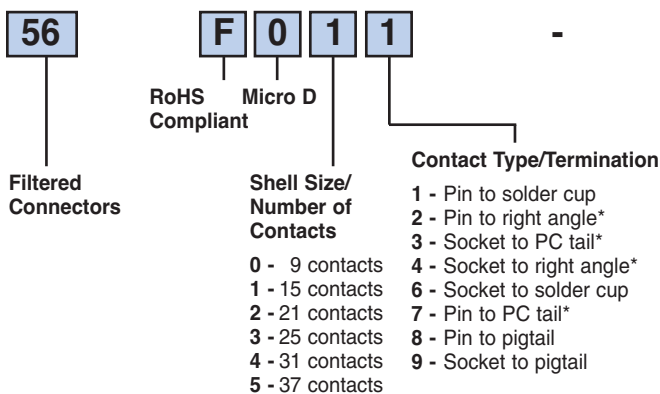 56 F 0 1 1 -
RoHS Compliant
Micro D
Filtered
Connectors
Shell Size/
Number of
Contacts
0 - 9 contacts
1 - 15 contacts
2 - 21 contacts
3 - 25 contacts
4 - 31 contacts
5 - 37 contacts
Contact Type/Termination
1 - Pin to solder cup
2 - Pin to right angle*
3 - Socket to PC tail*
4 - Socket to right angle*
6 - Socket to solder cup
7 - Pin to PC tail*
8 - Pin to pigtail
9 - Socket to pigtail